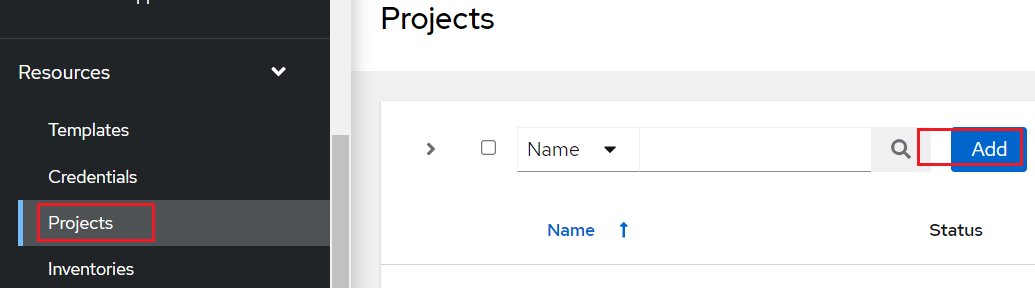 Projects
Resources
Templates
Credentials
Projects
Inventories
Name
Add
Name
Status